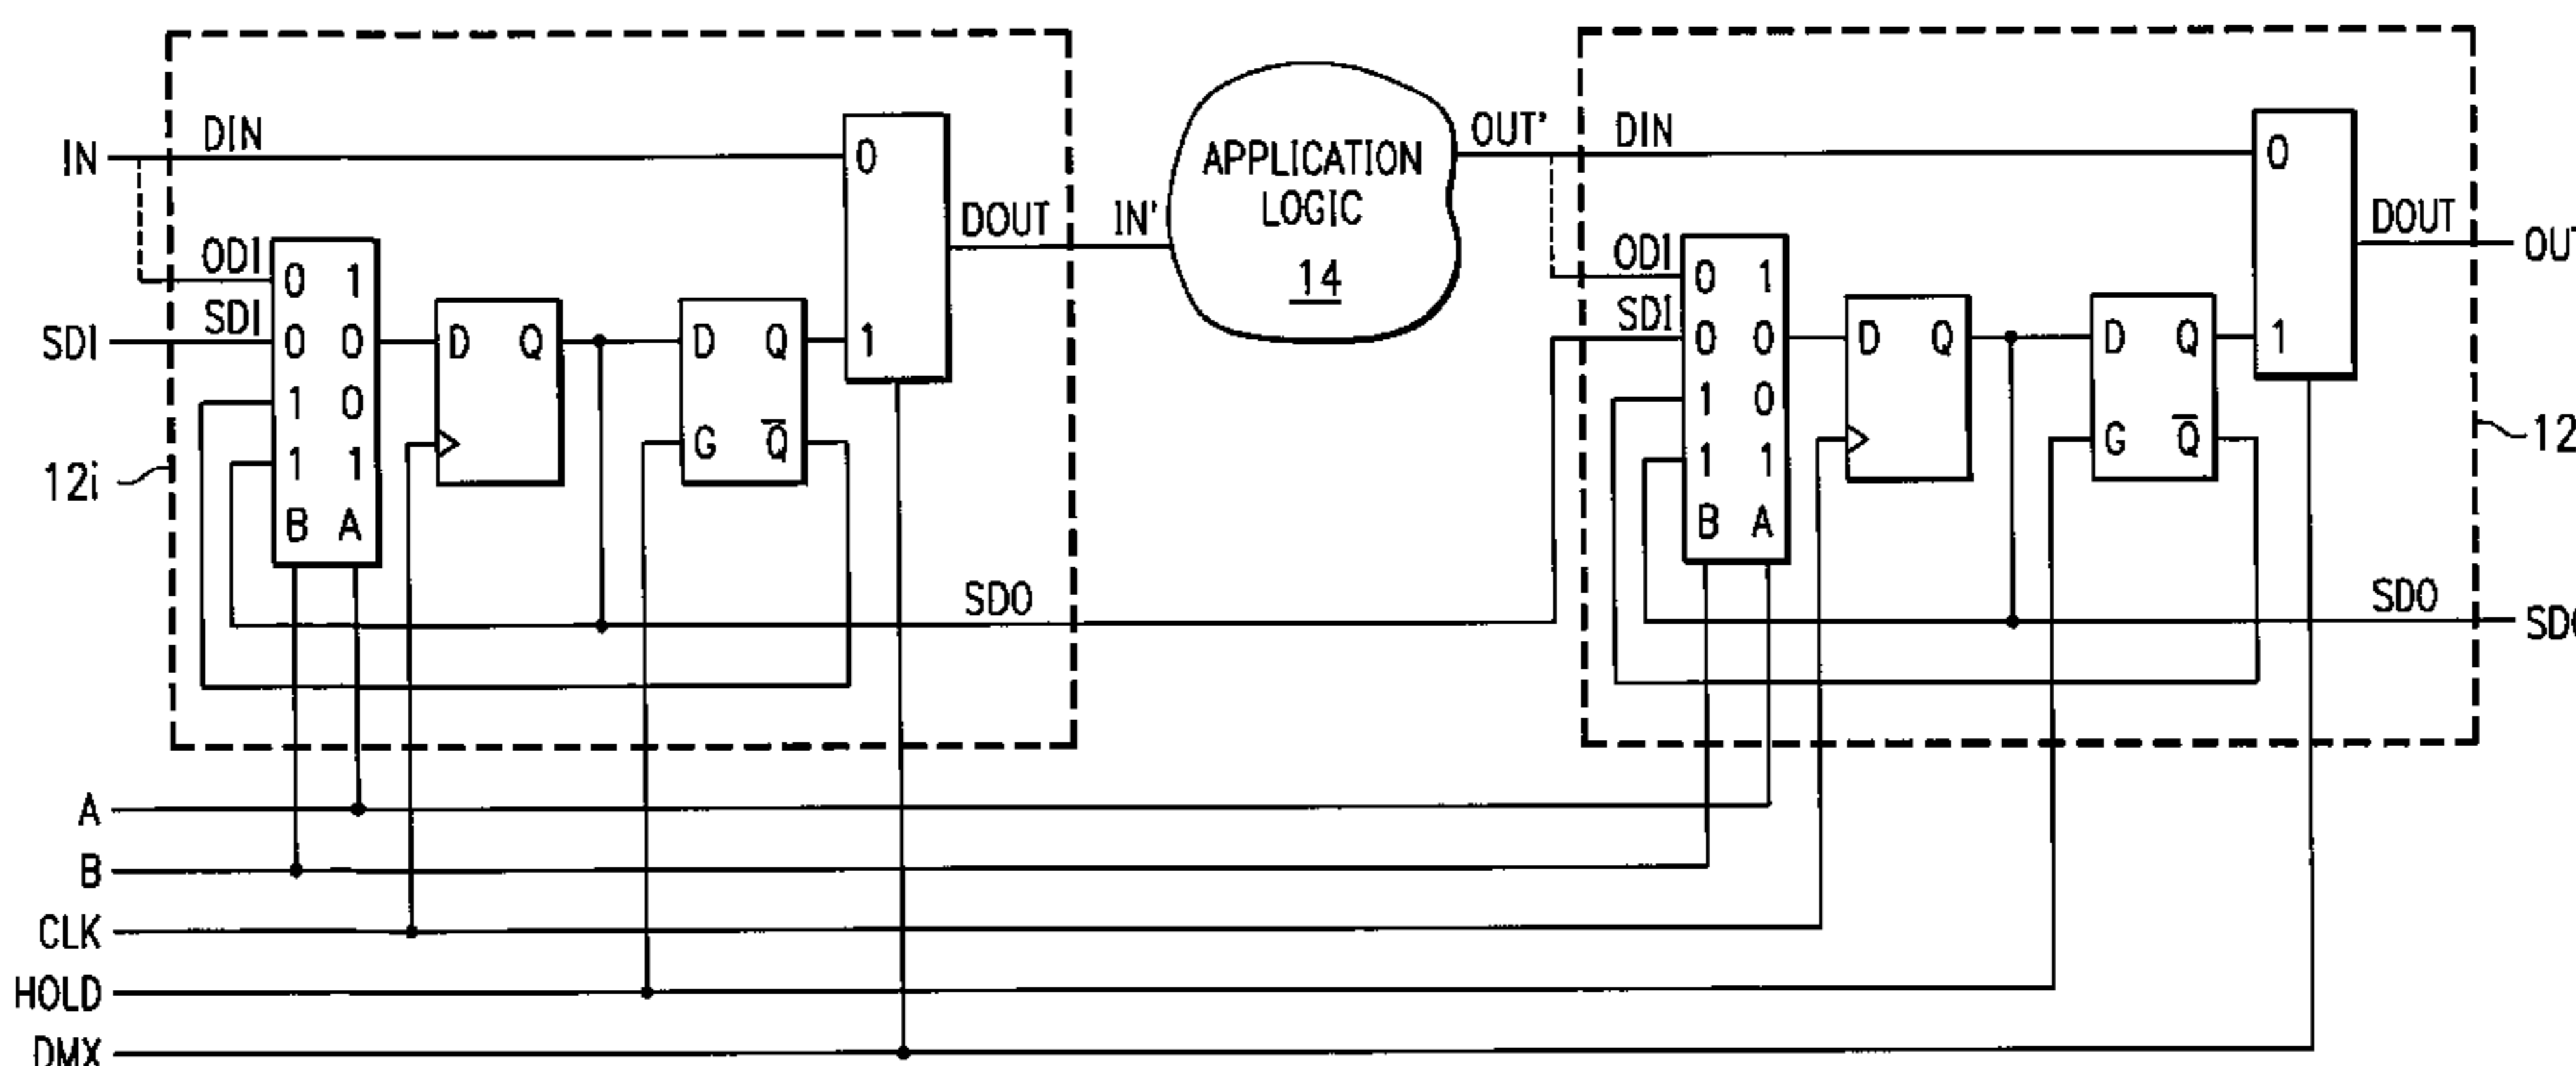 IN
DIN
0
DOUT
IN'
APPLICATION
LOGIC
14
OUT'
DIN
0
DOUT
ODI
0 1
SDI
SDI
0 0
1 0
1 1
B A
D Q
D Q
G Q̅
1
12i
SDO
ODI
0 1
SDI
0 0
1 0
1 1
B A
D Q
D Q
G Q̅
1
12
SDO
A
B
CLK
HOLD
DMX